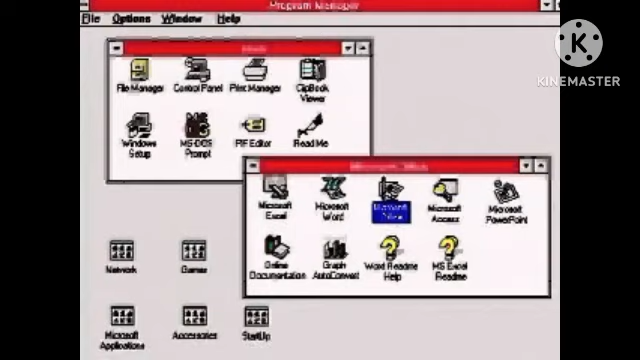 Program Manager
File Options Window Help
Main
File Manager Control Panel Print Manager ClipBook Viewer
Windows Setup MS-DOS Prompt PIF Editor Read Me
Microsoft Office
Microsoft Excel Microsoft Word Microsoft Office Microsoft Access Microsoft PowerPoint
Online Documentation Graph AutoConvert Word Readme Help MS Excel Readme
Network Games
Microsoft Applications Accessories StartUp
KINEMASTER